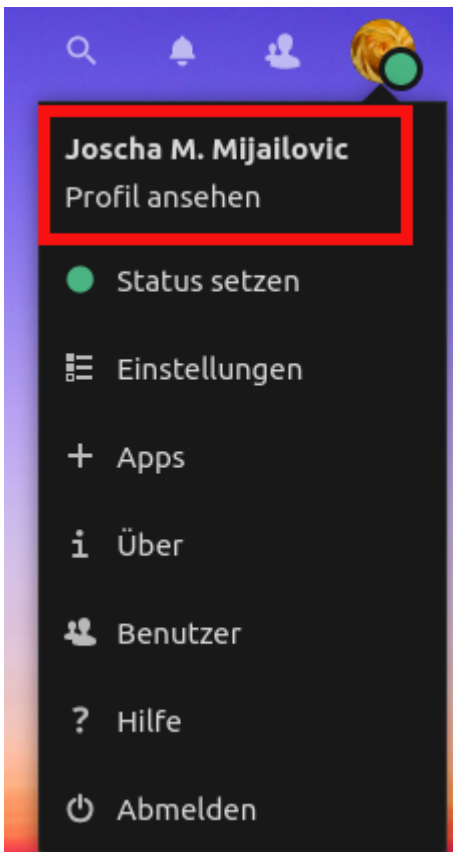 Joscha M. Mijailovic
Profil ansehen
Status setzen
Einstellungen
Apps
Über
Benutzer
Hilfe
Abmelden